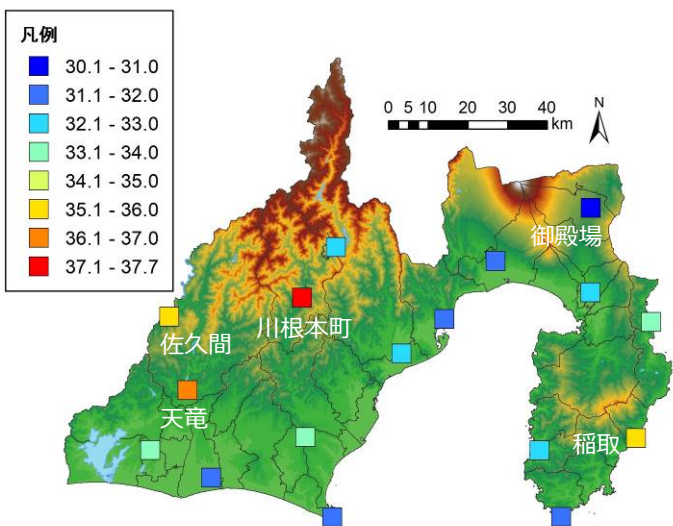 凡例
30.1 - 31.0
31.1 - 32.0
32.1 - 33.0
33.1 - 34.0
34.1 - 35.0
35.1 - 36.0
36.1 - 37.0
37.1 - 37.7
0 5 10 20 30 40
km
N
御殿場
川根本町
佐久間
天竜
稲取